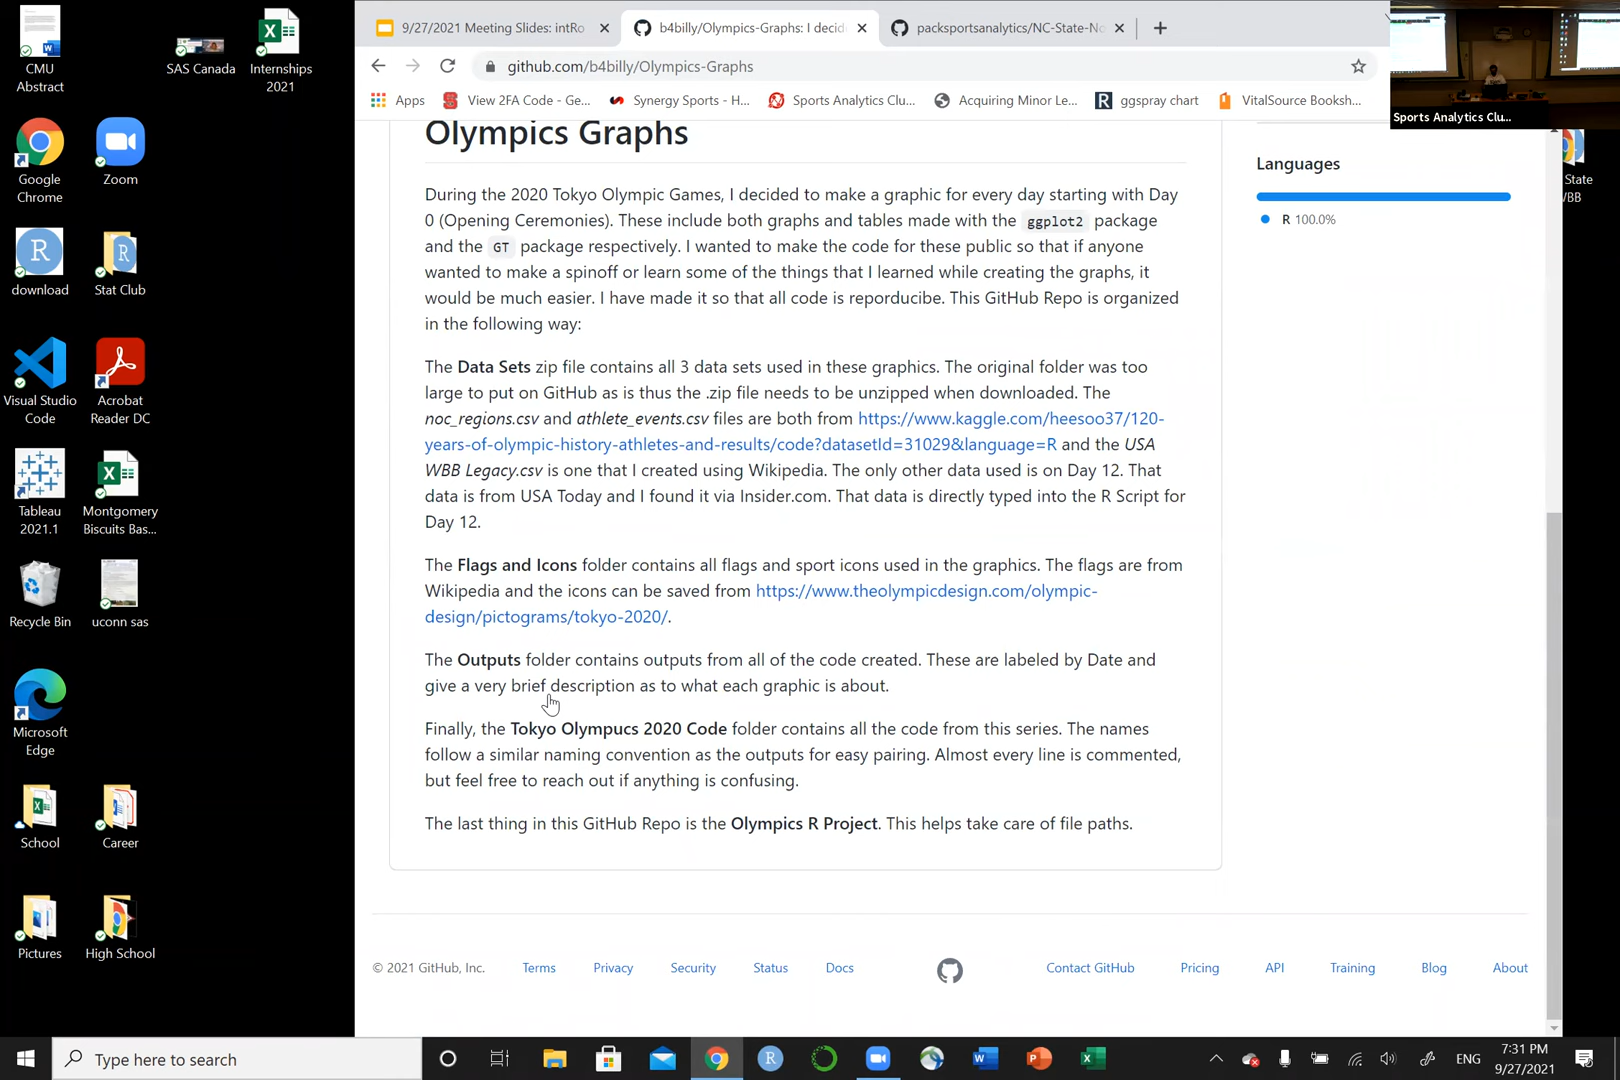 CMU
Abstract
SAS Canada
Internships
2021
Google
Chrome
Zoom
download
Stat Club
Visual Studio
Code
Acrobat
Reader DC
Tableau
2021.1
Montgomery
Biscuits Bas...
Recycle Bin
uconn sas
Microsoft
Edge
School
Career
Pictures
High School
9/27/2021 Meeting Slides: intRo
b4billy/Olympics-Graphs: I decid
packsportsanalytics/NC-State-No
github.com/b4billy/Olympics-Graphs
Apps
View 2FA Code - Ge...
Synergy Sports - H...
Sports Analytics Clu...
Acquiring Minor Le...
ggspray chart
VitalSource Booksh...
Sports Analytics Clu...
State
Olympics Graphs
During the 2020 Tokyo Olympic Games, I decided to make a graphic for every day starting with Day
0 (Opening Ceremonies). These include both graphs and tables made with the ggplot2 package
and the GT package respectively. I wanted to make the code for these public so that if anyone
wanted to make a spinoff or learn some of the things that I learned while creating the graphs, it
would be much easier. I have made it so that all code is reporducibe. This GitHub Repo is organized
in the following way:
The Data Sets zip file contains all 3 data sets used in these graphics. The original folder was too
large to put on GitHub as is thus the .zip file needs to be unzipped when downloaded. The
noc_regions.csv and athlete_events.csv files are both from https://www.kaggle.com/heesoo37/120-
years-of-olympic-history-athletes-and-results/code?datasetId=31029&language=R and the USA
WBB Legacy.csv is one that I created using Wikipedia. The only other data used is on Day 12. That
data is from USA Today and I found it via Insider.com. That data is directly typed into the R Script for
Day 12.
The Flags and Icons folder contains all flags and sport icons used in the graphics. The flags are from
Wikipedia and the icons can be saved from https://www.theolympicdesign.com/olympic-
design/pictograms/tokyo-2020/.
The Outputs folder contains outputs from all of the code created. These are labeled by Date and
give a very brief description as to what each graphic is about.
Finally, the Tokyo Olympucs 2020 Code folder contains all the code from this series. The names
follow a similar naming convention as the outputs for easy pairing. Almost every line is commented,
but feel free to reach out if anything is confusing.
The last thing in this GitHub Repo is the Olympics R Project. This helps take care of file paths.
Languages
R 100.0%
© 2021 GitHub, Inc.
Terms
Privacy
Security
Status
Docs
Contact GitHub
Pricing
API
Training
Blog
About
Type here to search
ENG
7:31 PM
9/27/2021